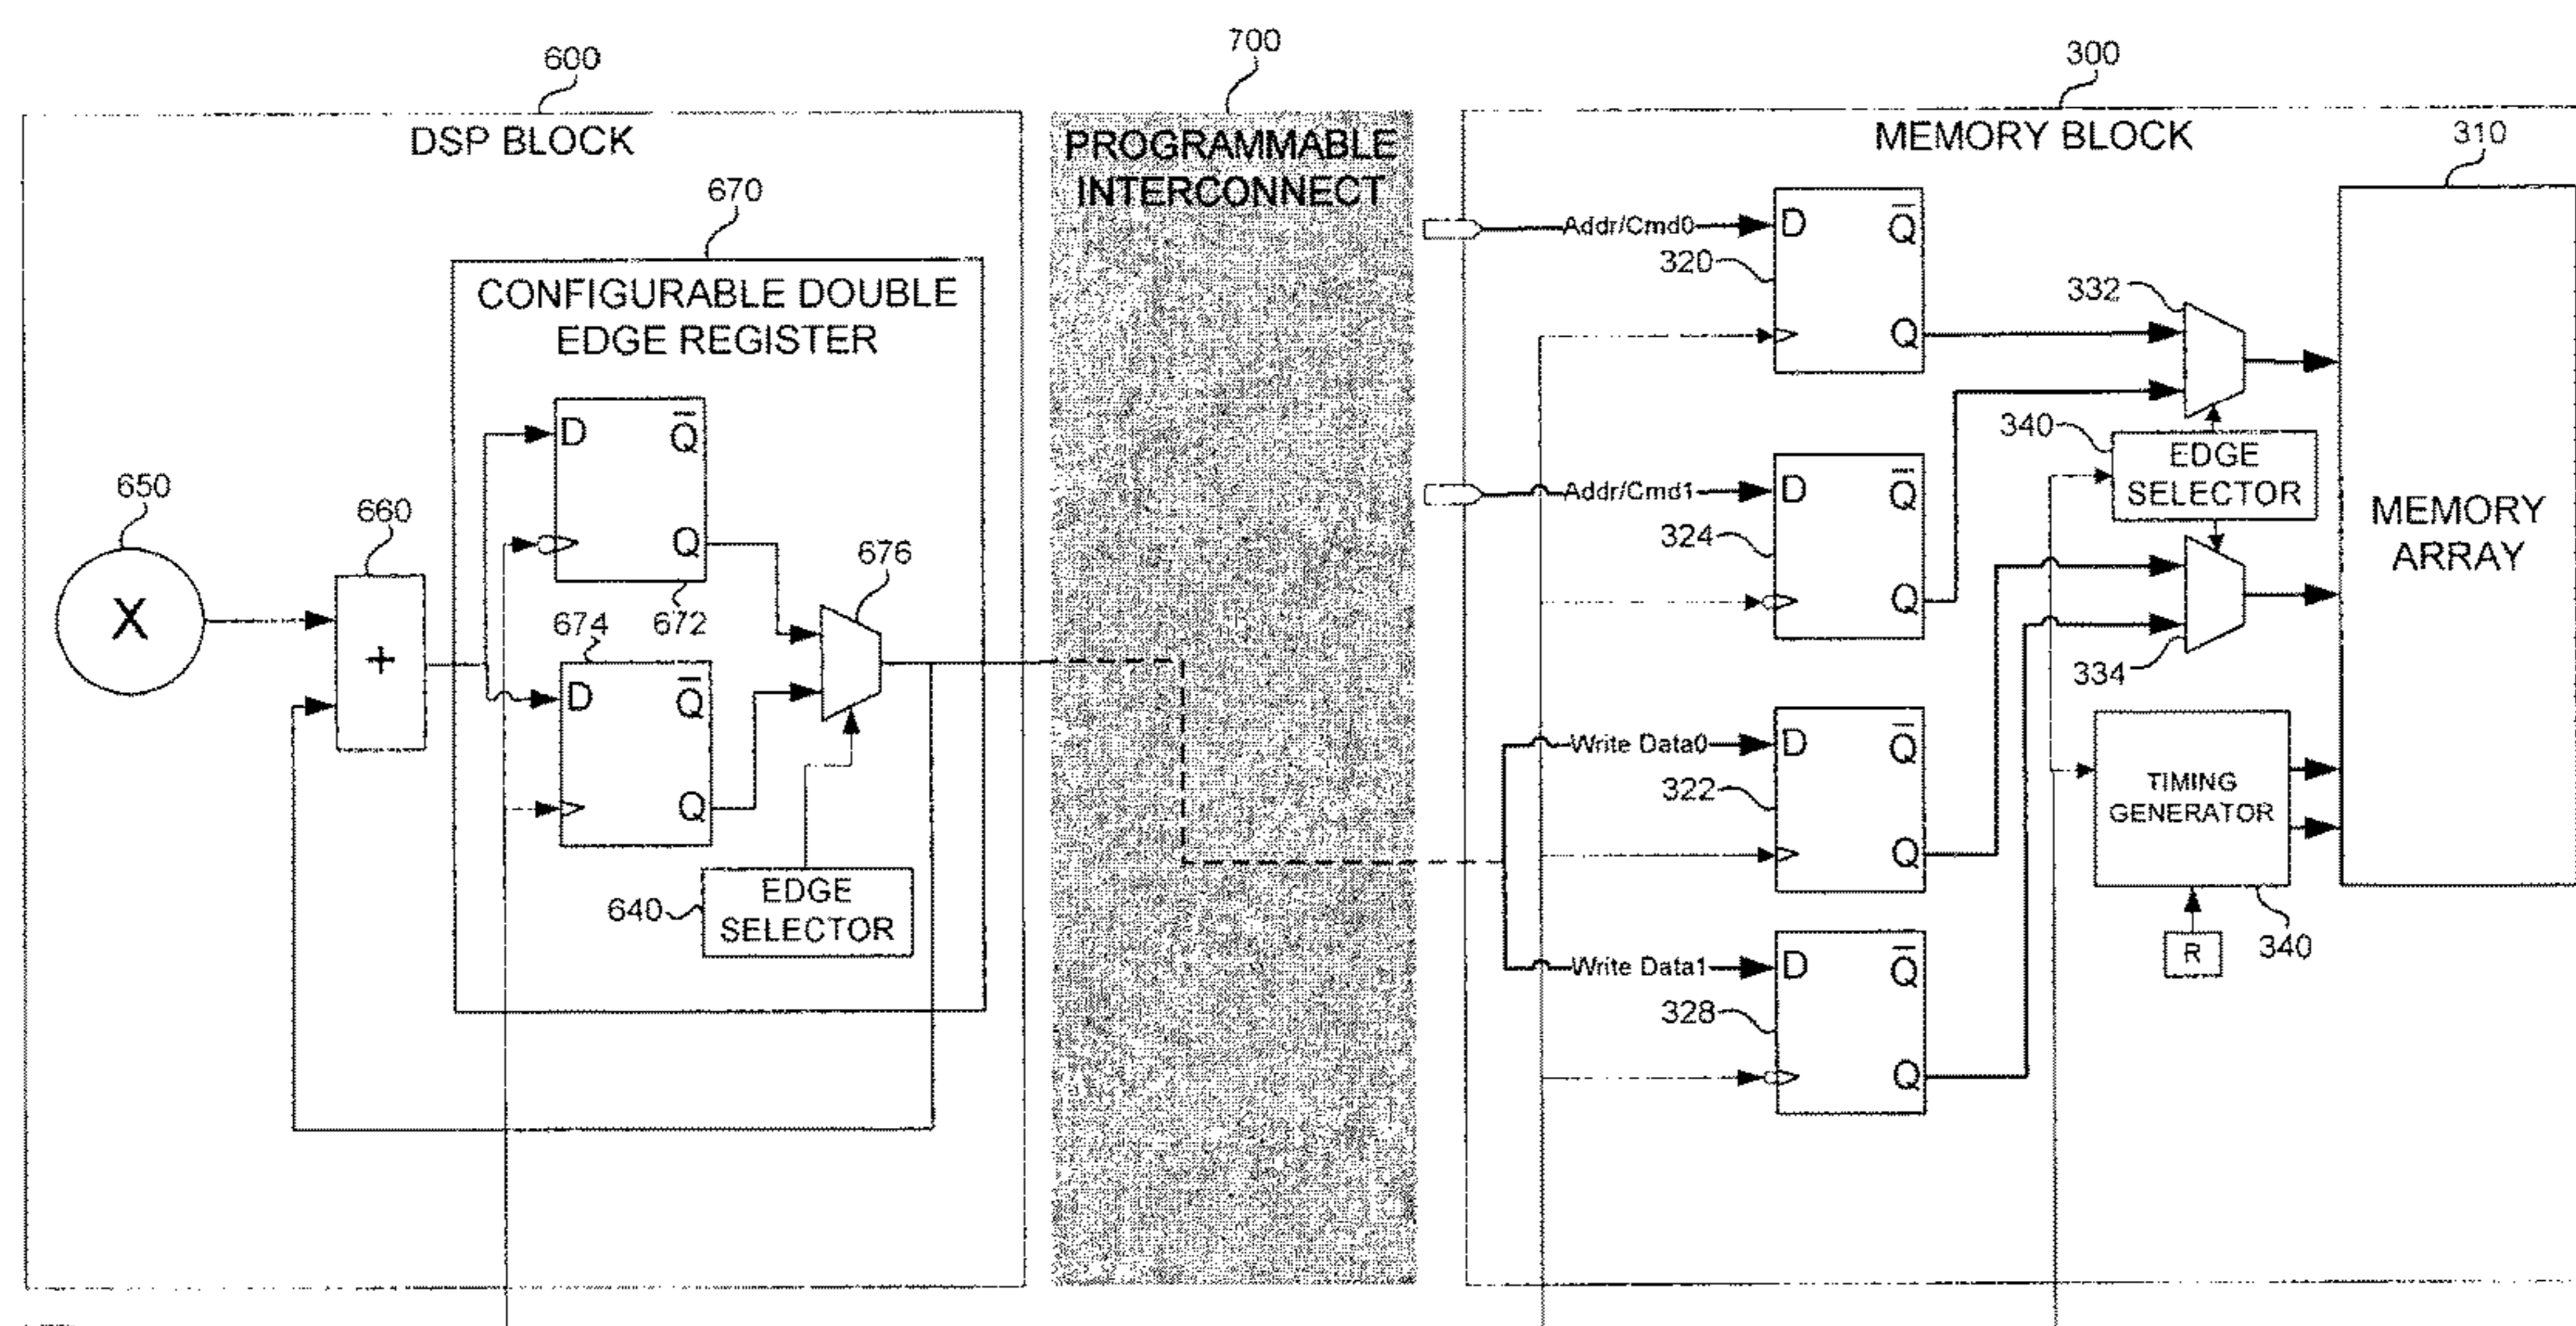 600
700
300
DSP BLOCK
PROGRAMMABLE
INTERCONNECT
MEMORY BLOCK
310
670
CONFIGURABLE DOUBLE
EDGE REGISTER
Addr/Cmd0
D
Q̅
320
Q
332
340
EDGE
SELECTOR
MEMORY
ARRAY
Addr/Cmd1
D
Q̅
324
Q
334
650
X
660
+
D
Q̅
Q
672
676
674
D
Q̅
Q
640
EDGE
SELECTOR
Write Data0
D
Q̅
322
Q
TIMING
GENERATOR
R
340
Write Data1
D
Q̅
328
Q